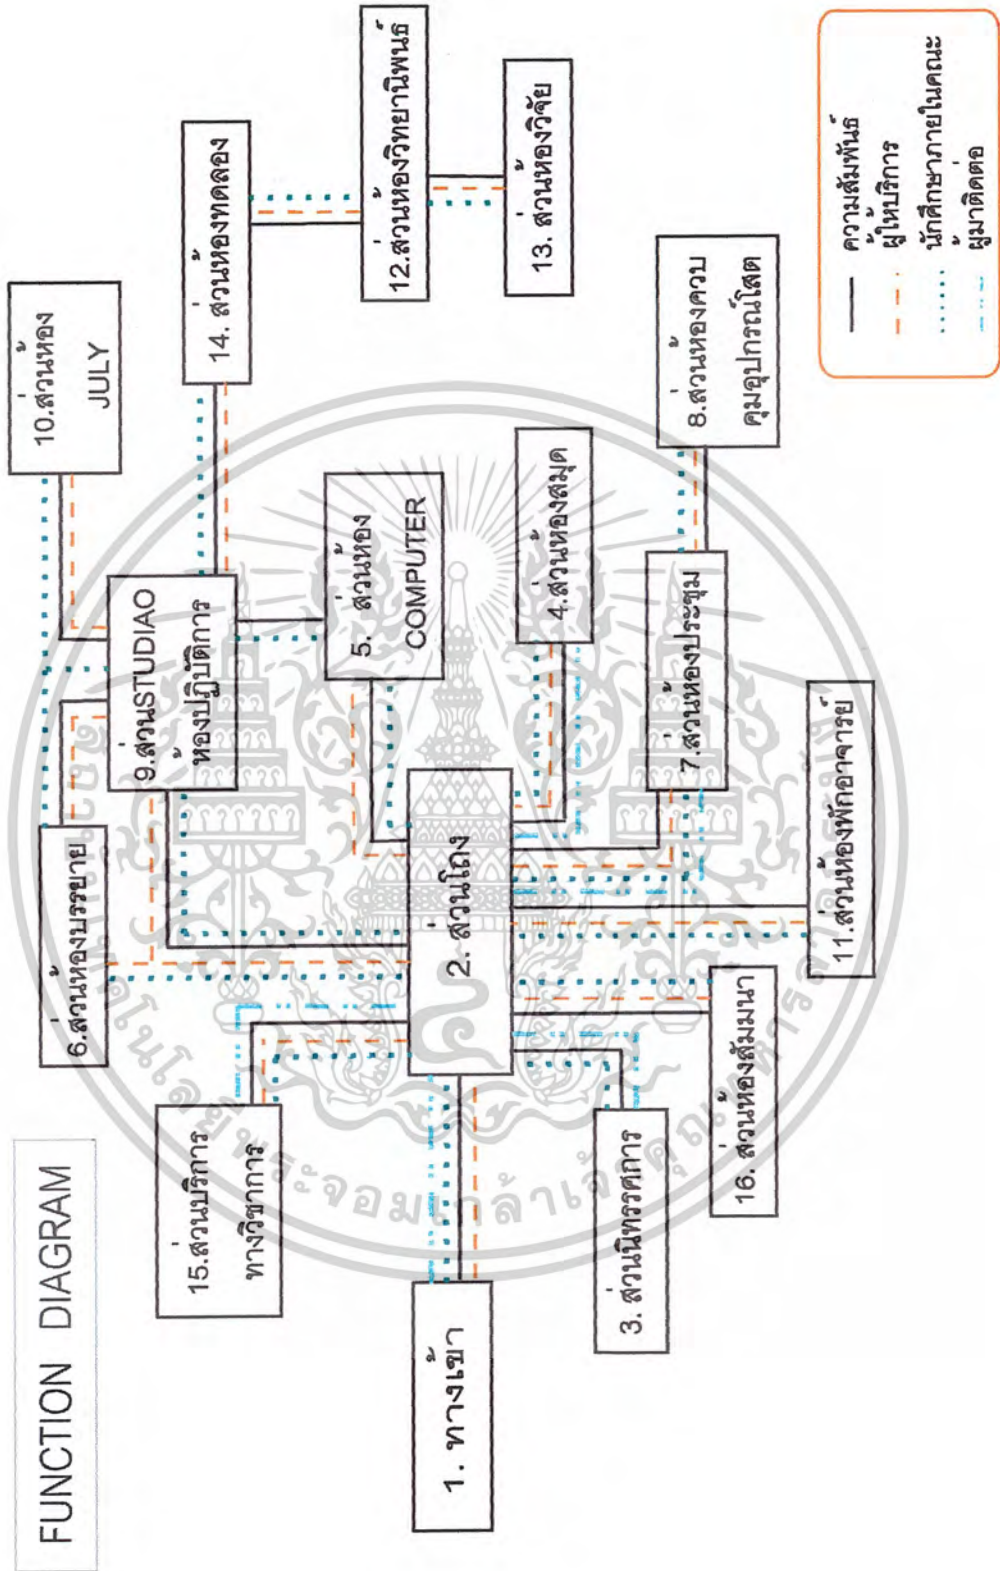 FUNCTION DIAGRAM
10.ส่วนห้อง
JULY
14. ส่วนห้องทดลอง
12.ส่วนห้องวิทยานิพนธ์
13. ส่วนห้องวิจัย
6.ส่วนห้องบรรยาย
9.ส่วนSTUDIAO
ห้องปฏิบัติการ
5. ส่วนห้อง
COMPUTER
15.ส่วนบริการ
ทางวิชาการ
2. ส่วนโถง
4.ส่วนห้องสมุด
1. ทางเข้า
7.ส่วนห้องประชุม
8.ส่วนห้องควบ
คุมอุปกรณ์โสต
3. ส่วนนิทรรศการ
16. ส่วนห้องสัมมนา
11.ส่วนห้องพักอาจารย์
ความสัมพันธ์
ผู้ให้บริการ
นักศึกษาภายในคณะ
ผู้มาติดต่อ